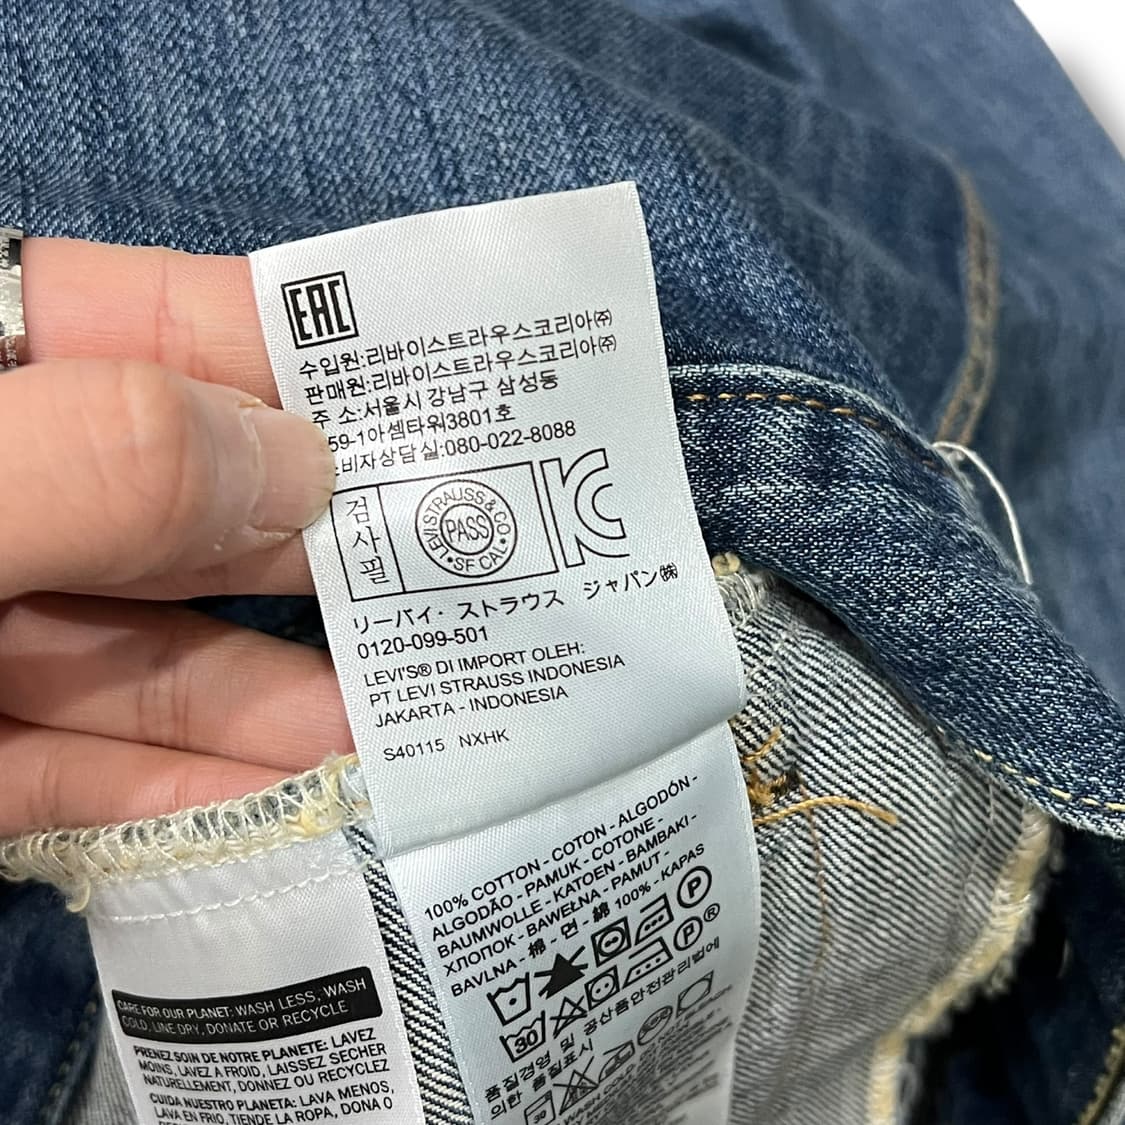 EAC
수입원:리바이스트라우스코리아㈜
판매원:리바이스트라우스코리아㈜
주 소:서울시 강남구 삼성동
59-1아셈타워3801호
비자상담실:080-022-8088
검사필
LEVI STRAUSS & CO
PASS
SF CAL
KC
リーバイ・ストラウス ジャパン㈱
0120-099-501
LEVI'S® DI IMPORT OLEH:
PT LEVI STRAUSS INDONESIA
JAKARTA - INDONESIA
S40115 NXHK
100% COTTON - COTON - ALGODÓN -
ALGODÃO - PAMUK - COTONE -
BAUMWOLLE - KATOEN - BAMBAKI -
ХЛОПОК - BAWEŁNA - PAMUT -
BAVLNA - 棉 - 면 - 綿 100% - KAPAS
P
P®
30
품질경영 및 공산품안전관리법에
의한 품질표시
30
WASH COLD
CARE FOR OUR PLANET: WASH LESS, WASH
COLD, LINE DRY, DONATE OR RECYCLE
PRENEZ SOIN DE NOTRE PLANETE: LAVEZ
MOINS, LAVEZ A FROID, LAISSEZ SECHER
NATURELLEMENT, DONNEZ OU RECYCLEZ
CUIDA NUESTRO PLANETA: LAVA MENOS,
LAVA EN FRIO, TIENDE LA ROPA, DONA O